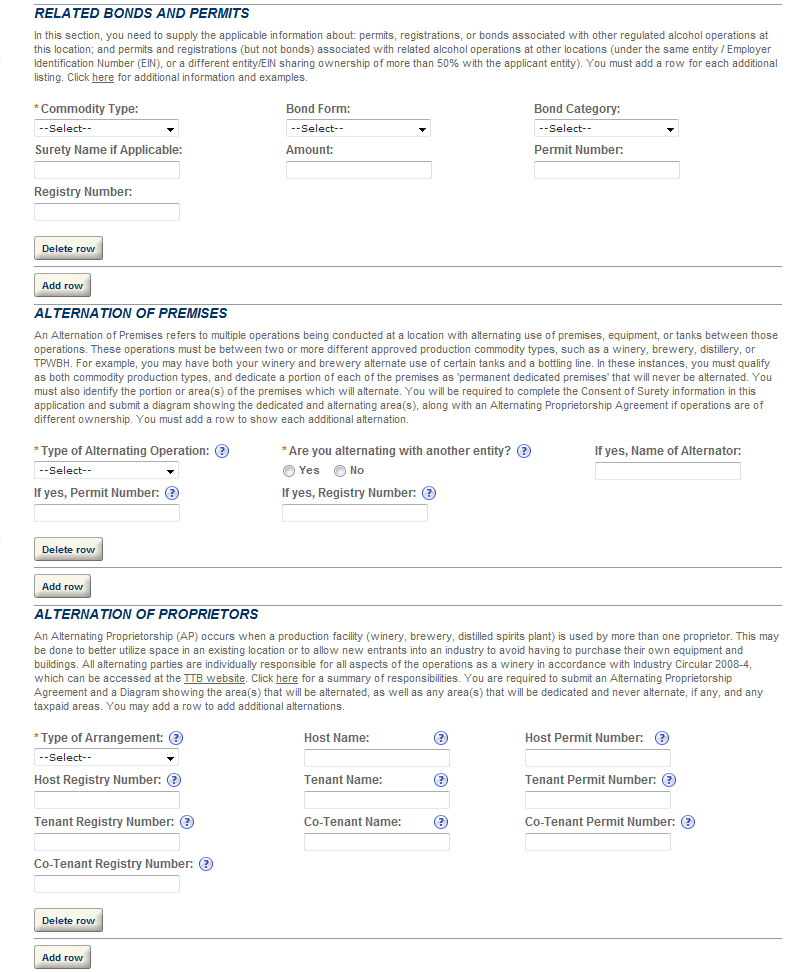 RELATED BONDS AND PERMITS
In this section, you need to supply the applicable information about: permits, registrations, or bonds associated with other regulated alcohol operations at
this location; and permits and registrations (but not bonds) associated with related alcohol operations at other locations (under the same entity / Employer
Identification Number (EIN), or a different entity/EIN sharing ownership of more than 50% with the applicant entity). You must add a row for each additional
listing. Click here for additional information and examples.
* Commodity Type: Bond Form: Bond Category:
--Select-- --Select-- --Select--
Surety Name if Applicable: Amount: Permit Number:
Registry Number:
Delete row
Add row
ALTERNATION OF PREMISES
An Alternation of Premises refers to multiple operations being conducted at a location with alternating use of premises, equipment, or tanks between those
operations. These operations must be between two or more different approved production commodity types, such as a winery, brewery, distillery, or
TPWBH. For example, you may have both your winery and brewery alternate use of certain tanks and a bottling line. In these instances, you must qualify
as both commodity production types, and dedicate a portion of each of the premises as 'permanent dedicated premises' that will never be alternated. You
must also identify the portion or area(s) of the premises which will alternate. You will be required to complete the Consent of Surety information in this
application and submit a diagram showing the dedicated and alternating area(s), along with an Alternating Proprietorship Agreement if operations are of
different ownership. You must add a row to show each additional alternation.
* Type of Alternating Operation: ? * Are you alternating with another entity? ? If yes, Name of Alternator:
--Select-- Yes No
If yes, Permit Number: ? If yes, Registry Number: ?
Delete row
Add row
ALTERNATION OF PROPRIETORS
An Alternating Proprietorship (AP) occurs when a production facility (winery, brewery, distilled spirits plant) is used by more than one proprietor. This may
be done to better utilize space in an existing location or to allow new entrants into an industry to avoid having to purchase their own equipment and
buildings. All alternating parties are individually responsible for all aspects of the operations as a winery in accordance with Industry Circular 2008-4,
which can be accessed at the TTB website. Click here for a summary of responsibilities. You are required to submit an Alternating Proprietorship
Agreement and a Diagram showing the area(s) that will be alternated, as well as any area(s) that will be dedicated and never alternate, if any, and any
taxpaid areas. You may add a row to add additional alternations.
* Type of Arrangement: ? Host Name: ? Host Permit Number: ?
--Select--
Host Registry Number: ? Tenant Name: ? Tenant Permit Number: ?
Tenant Registry Number: ? Co-Tenant Name: ? Co-Tenant Permit Number: ?
Co-Tenant Registry Number: ?
Delete row
Add row